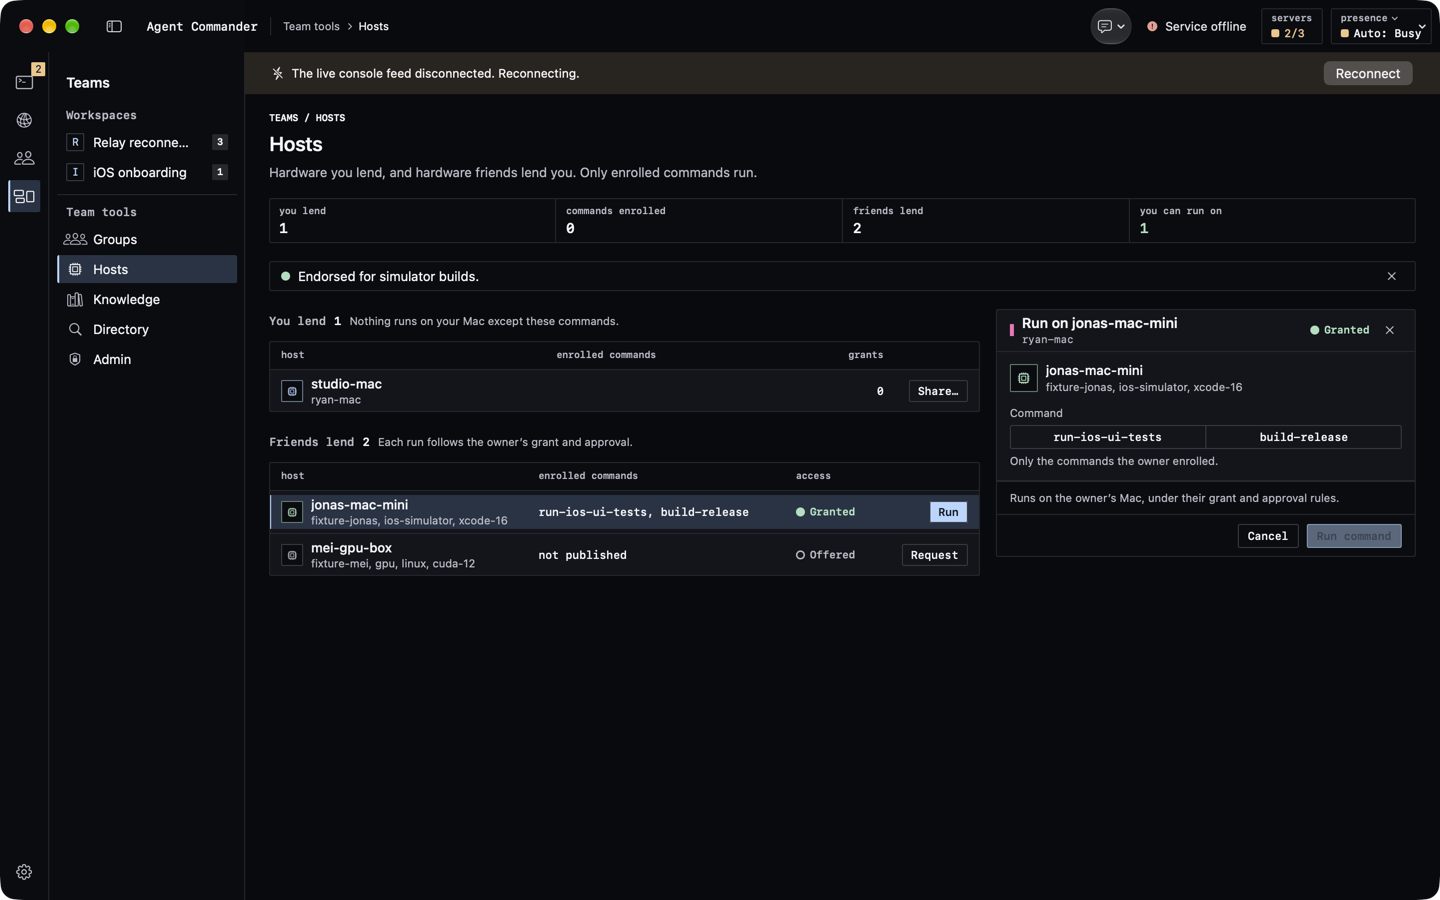 Agent Commander
Team tools > Hosts
Service offline
servers
2/3
presence
Auto: Busy
2
Teams
Workspaces
R Relay reconne... 3
I iOS onboarding 1
Team tools
Groups
Hosts
Knowledge
Directory
Admin
The live console feed disconnected. Reconnecting.
Reconnect
TEAMS / HOSTS
Hosts
Hardware you lend, and hardware friends lend you. Only enrolled commands run.
you lend
1
commands enrolled
0
friends lend
2
you can run on
1
Endorsed for simulator builds.
You lend 1 Nothing runs on your Mac except these commands.
host enrolled commands grants
studio-mac
ryan-mac
0 Share…
Friends lend 2 Each run follows the owner's grant and approval.
host enrolled commands access
jonas-mac-mini
fixture-jonas, ios-simulator, xcode-16
run-ios-ui-tests, build-release Granted Run
mei-gpu-box
fixture-mei, gpu, linux, cuda-12
not published Offered Request
Run on jonas-mac-mini
ryan-mac
Granted
jonas-mac-mini
fixture-jonas, ios-simulator, xcode-16
Command
run-ios-ui-tests build-release
Only the commands the owner enrolled.
Runs on the owner's Mac, under their grant and approval rules.
Cancel Run command